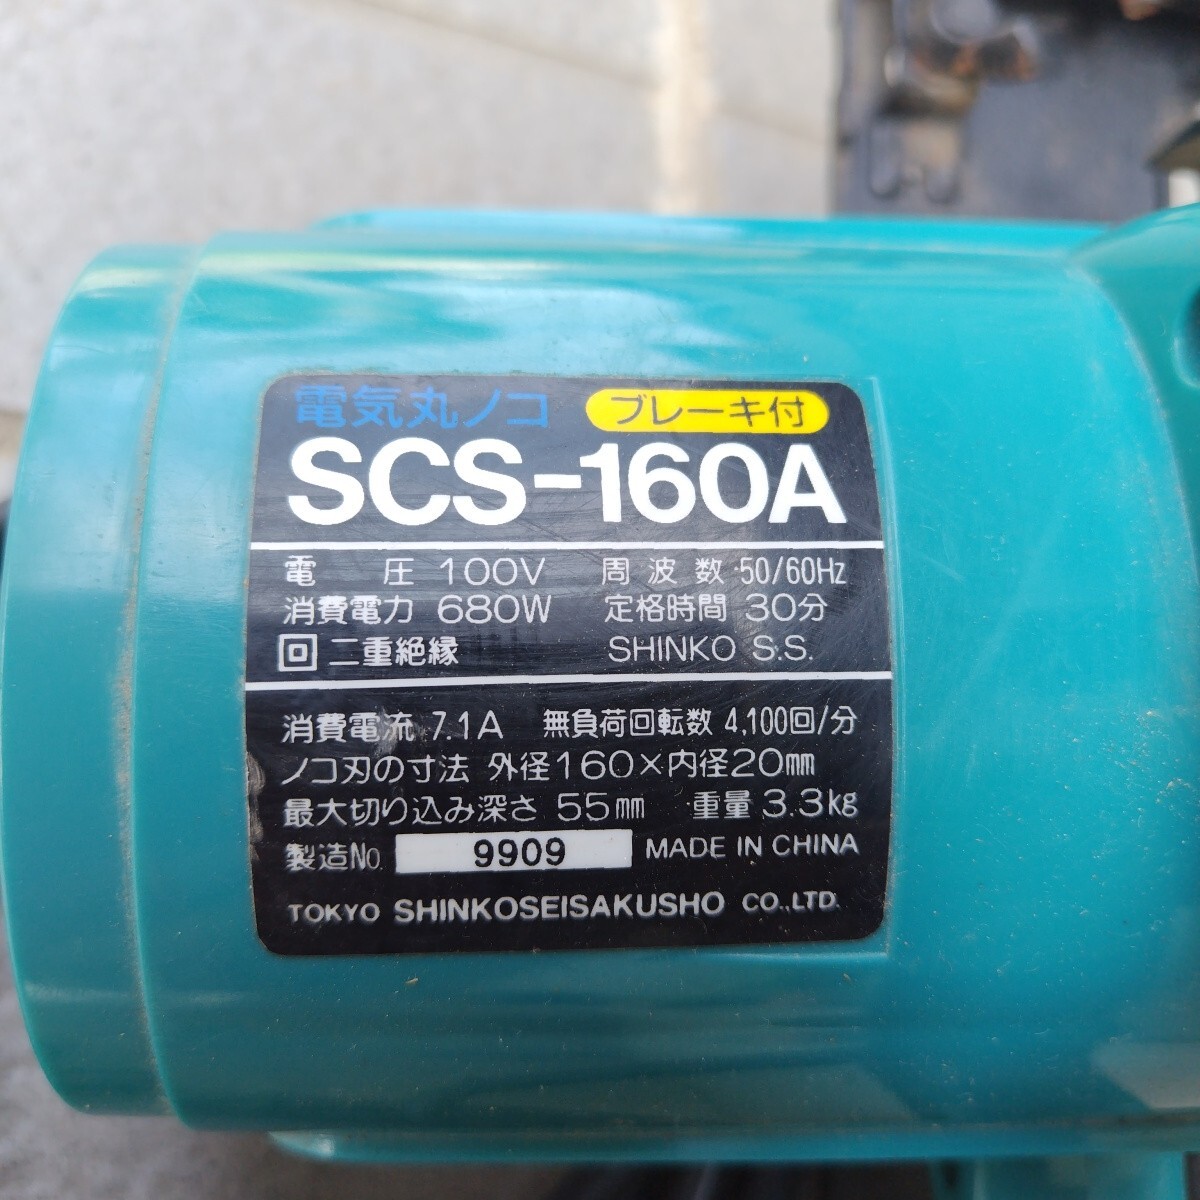 電気丸ノコ ブレーキ付
SCS-160A
電圧 100V 周波数 50/60Hz
消費電力 680W 定格時間 30分
回 二重絶縁 SHINKO S.S.
消費電流 7.1A 無負荷回転数 4,100回/分
ノコ刃の寸法 外径160×内径20mm
最大切り込み深さ 55mm 重量 3.3kg
製造No. 9909 MADE IN CHINA
TOKYO SHINKOSEISAKUSHO CO.,LTD.